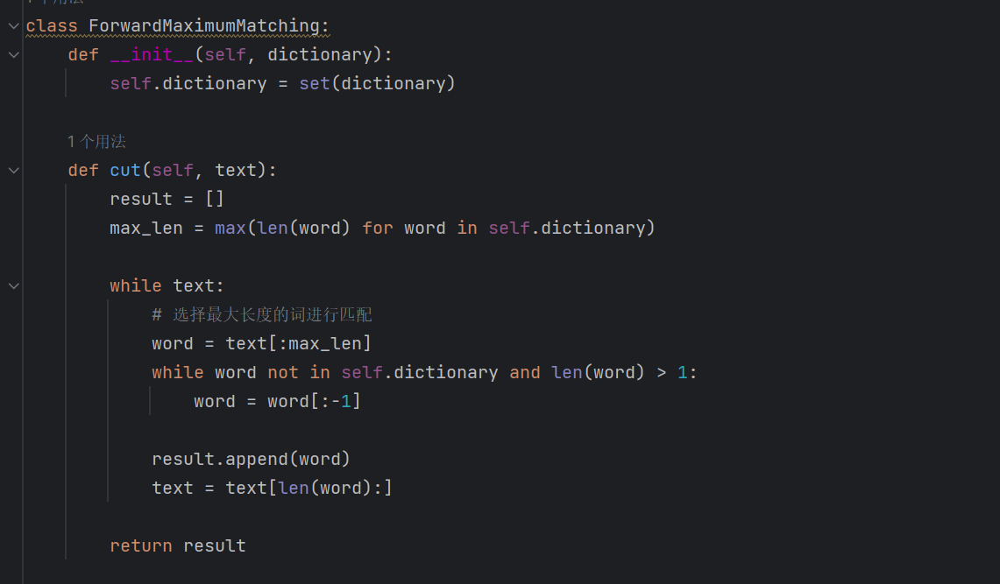 class ForwardMaximumMatching:
def __init__(self, dictionary):
self.dictionary = set(dictionary)
1个用法
def cut(self, text):
result = []
max_len = max(len(word) for word in self.dictionary)
while text:
# 选择最大长度的词进行匹配
word = text[:max_len]
while word not in self.dictionary and len(word) > 1:
word = word[:-1]
result.append(word)
text = text[len(word):]
return result